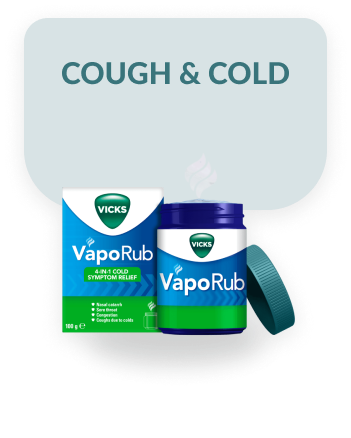 COUGH & COLD
VICKS
VapoRub
4-IN-1 COLD
SYMPTOM RELIEF
Nasal catarrh
Sore throat
Congestion
Coughs due to colds
100 g ℮
VICKS
VapoRub